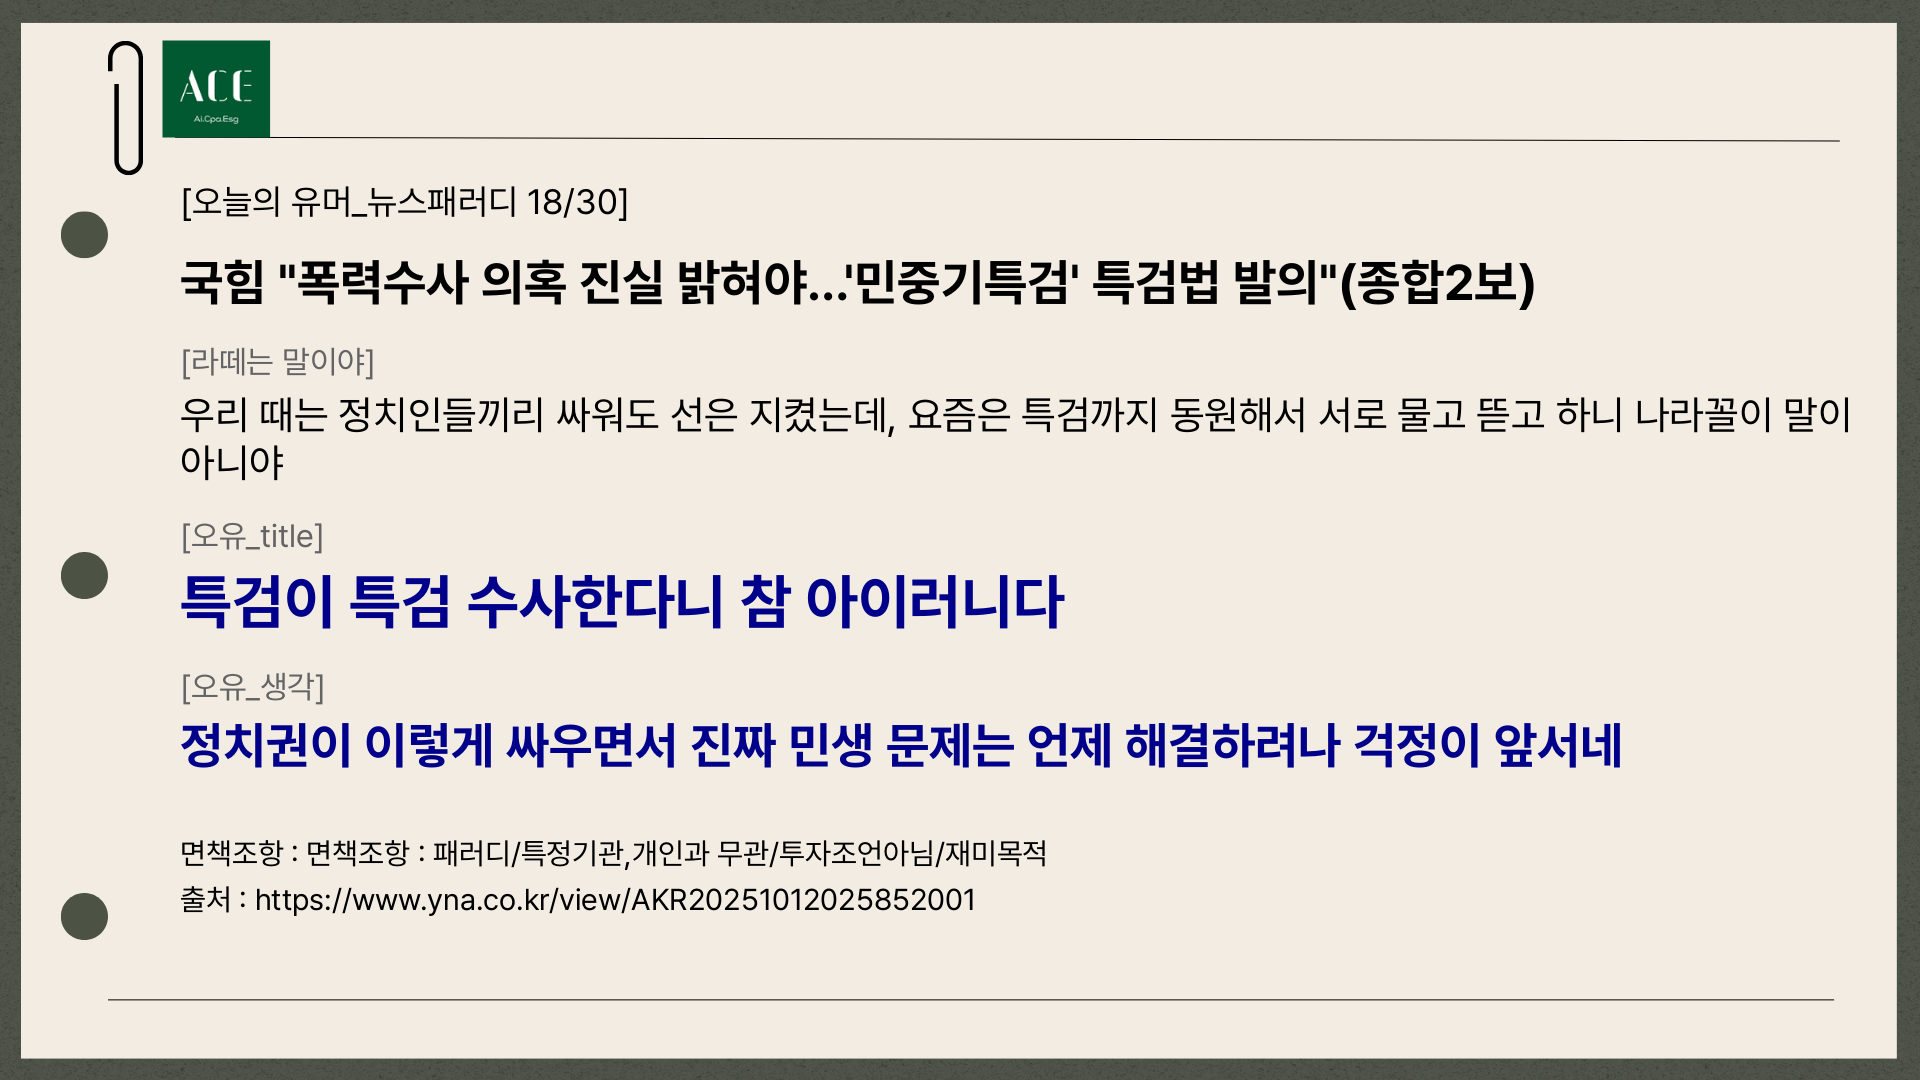 ACE
Ai.Cpa.Esg
[오늘의 유머_뉴스패러디 18/30]
국힘 "폭력수사 의혹 진실 밝혀야...'민중기특검' 특검법 발의"(종합2보)
[라떼는 말이야]
우리 때는 정치인들끼리 싸워도 선은 지켰는데, 요즘은 특검까지 동원해서 서로 물고 뜯고 하니 나라꼴이 말이
아니야
[오유_title]
특검이 특검 수사한다니 참 아이러니다
[오유_생각]
정치권이 이렇게 싸우면서 진짜 민생 문제는 언제 해결하려나 걱정이 앞서네
면책조항 : 면책조항 : 패러디/특정기관,개인과 무관/투자조언아님/재미목적
출처 : https://www.yna.co.kr/view/AKR20251012025852001